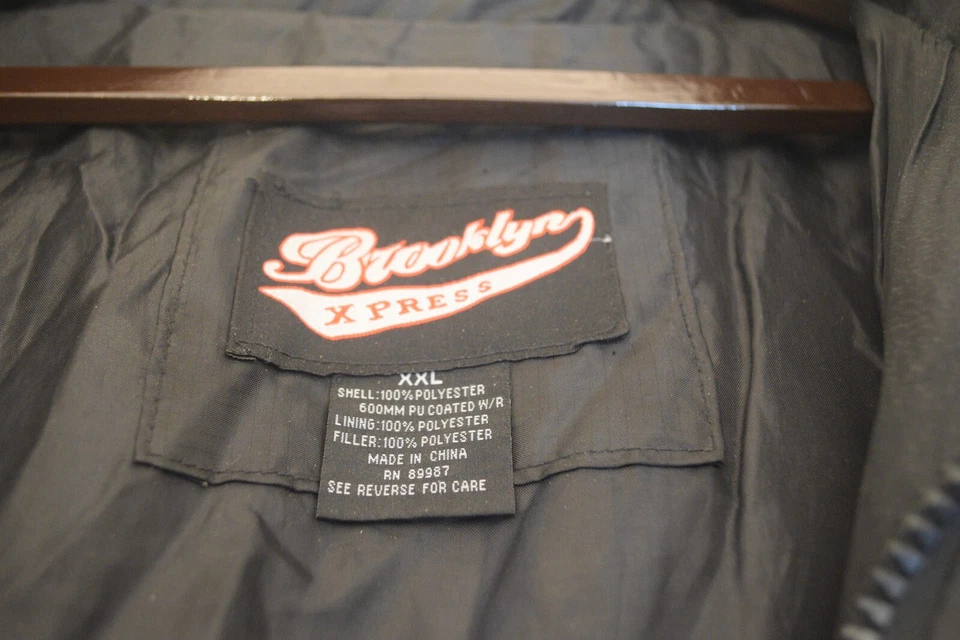 Brooklyn
X PRESS
XXL
SHELL:100% POLYESTER
600MM PU COATED W/R
LINING:100% POLYESTER
FILLER:100% POLYESTER
MADE IN CHINA
RN 89987
SEE REVERSE FOR CARE